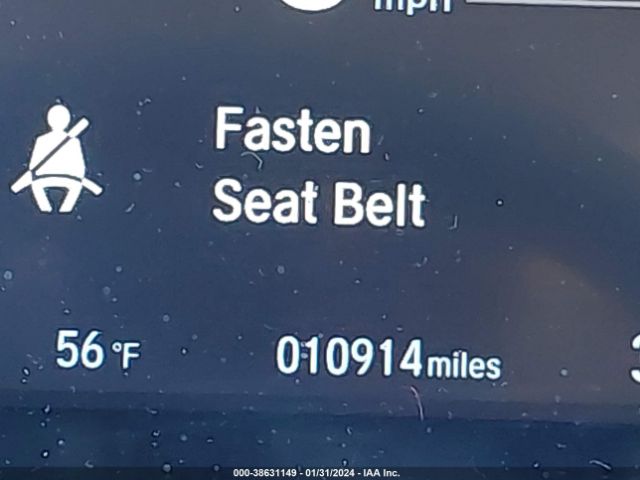 mph
Fasten
Seat Belt
56 °F
010914 miles
000-38631149 - 01/31/2024 - IAA Inc.